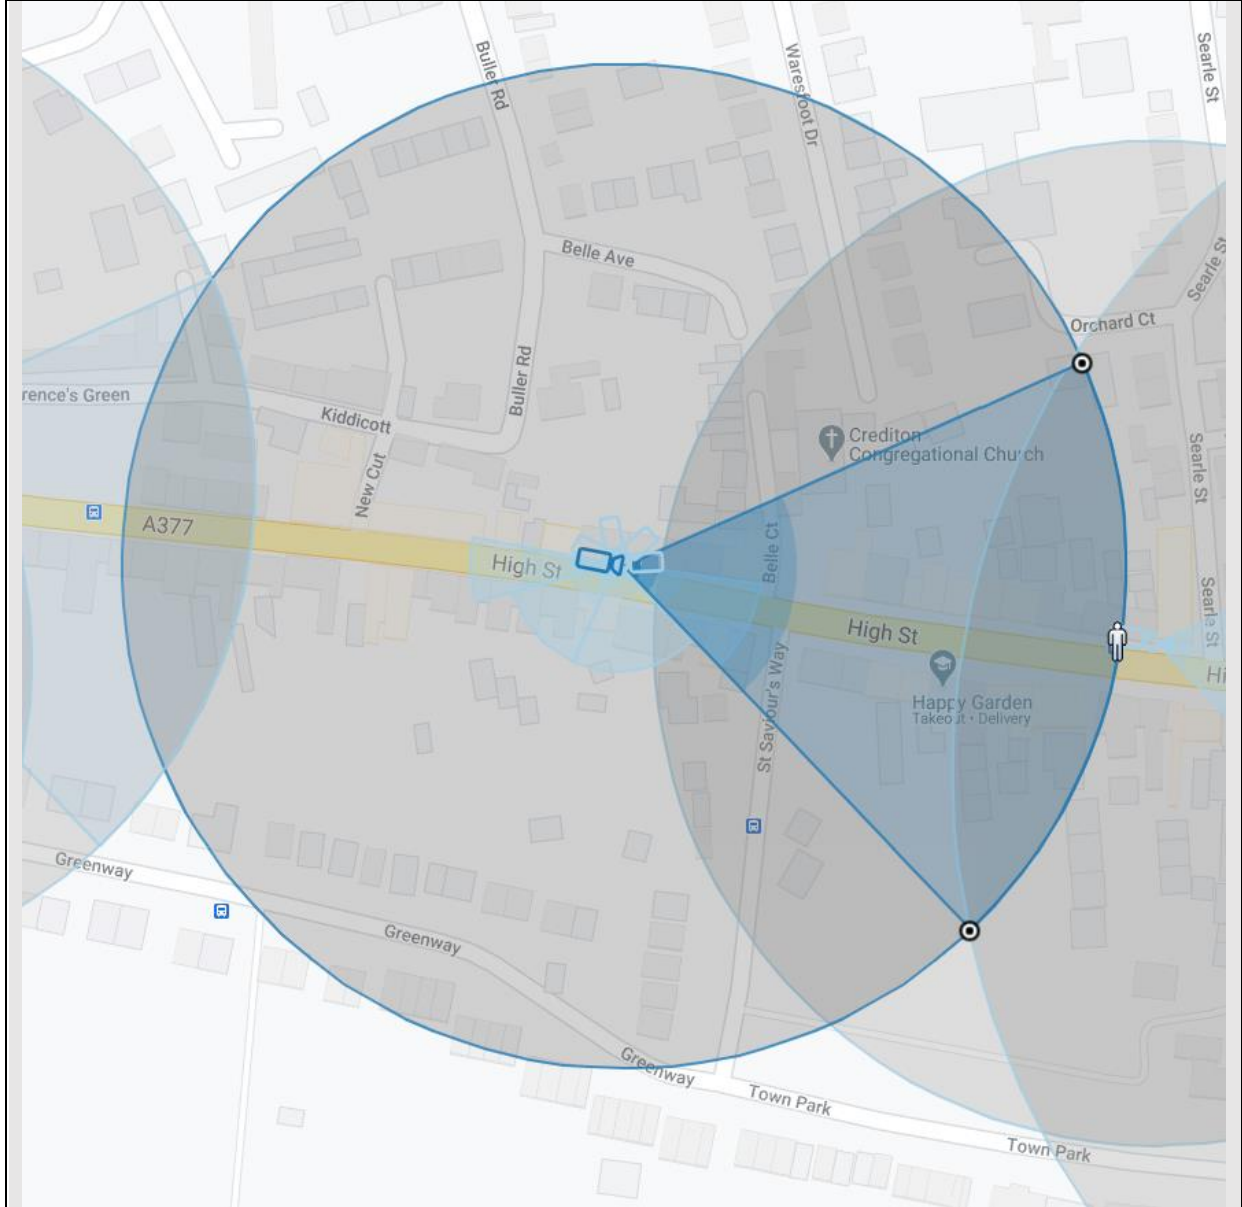 Buller Rd
Waresfoot Dr
Searle St
Belle Ave
Searle St
Orchard Ct
Buller Rd
rence's Green
Kiddicott
Crediton
Congregational Church
Searle St
New Cut
A377
High St
Belle Ct
High St
Searle St
St Saviour's Way
Hi
Happy Garden
Takeout • Delivery
Greenway
Greenway
Greenway
Town Park
Town Park